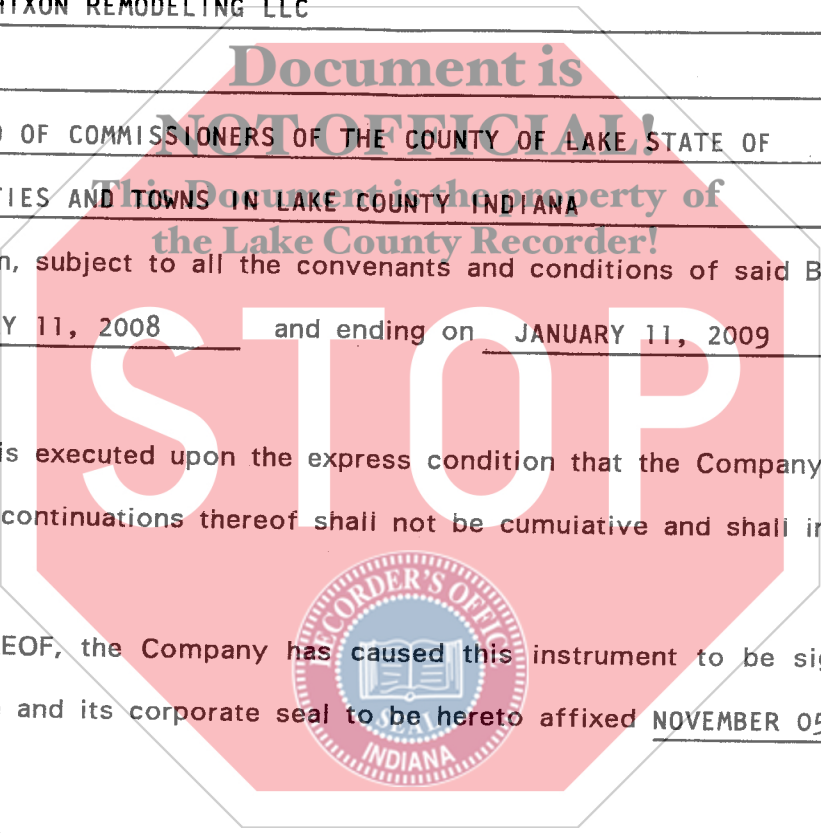 MIXON REMODELING LLC
Document is
NOT OFFICIAL!
OF COMMISSIONERS OF THE COUNTY OF LAKE STATE OF
This Document is the property of
TIES AND TOWNS IN LAKE COUNTY INDIANA
the Lake County Recorder!
n, subject to all the convenants and conditions of said B
Y 11, 2008 and ending on JANUARY 11, 2009
STOP
is executed upon the express condition that the Company
continuations thereof shall not be cumulative and shall in
RECORDER'S OFFICE
EOF, the Company has caused this instrument to be sig
and its corporate seal to be hereto affixed NOVEMBER 05
SEAL
INDIANA